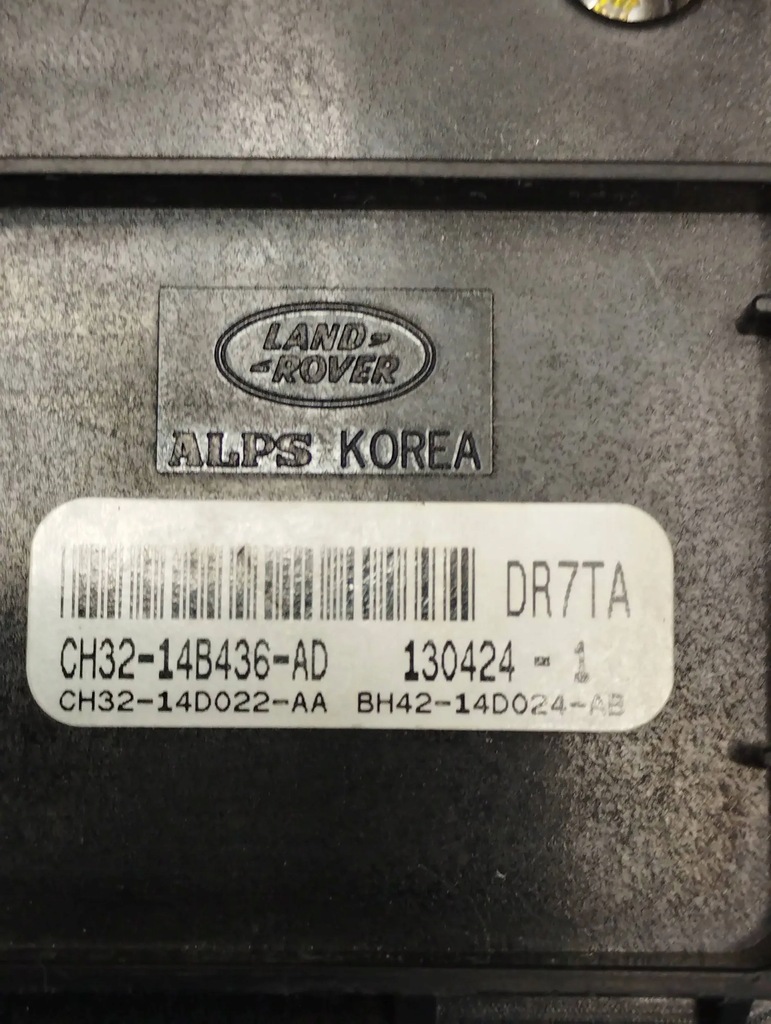 LAND-
-ROVER
ALPS KOREA
DR7TA
CH32-14B436-AD 130424-1
CH32-14D022-AA BH42-14D024-AB